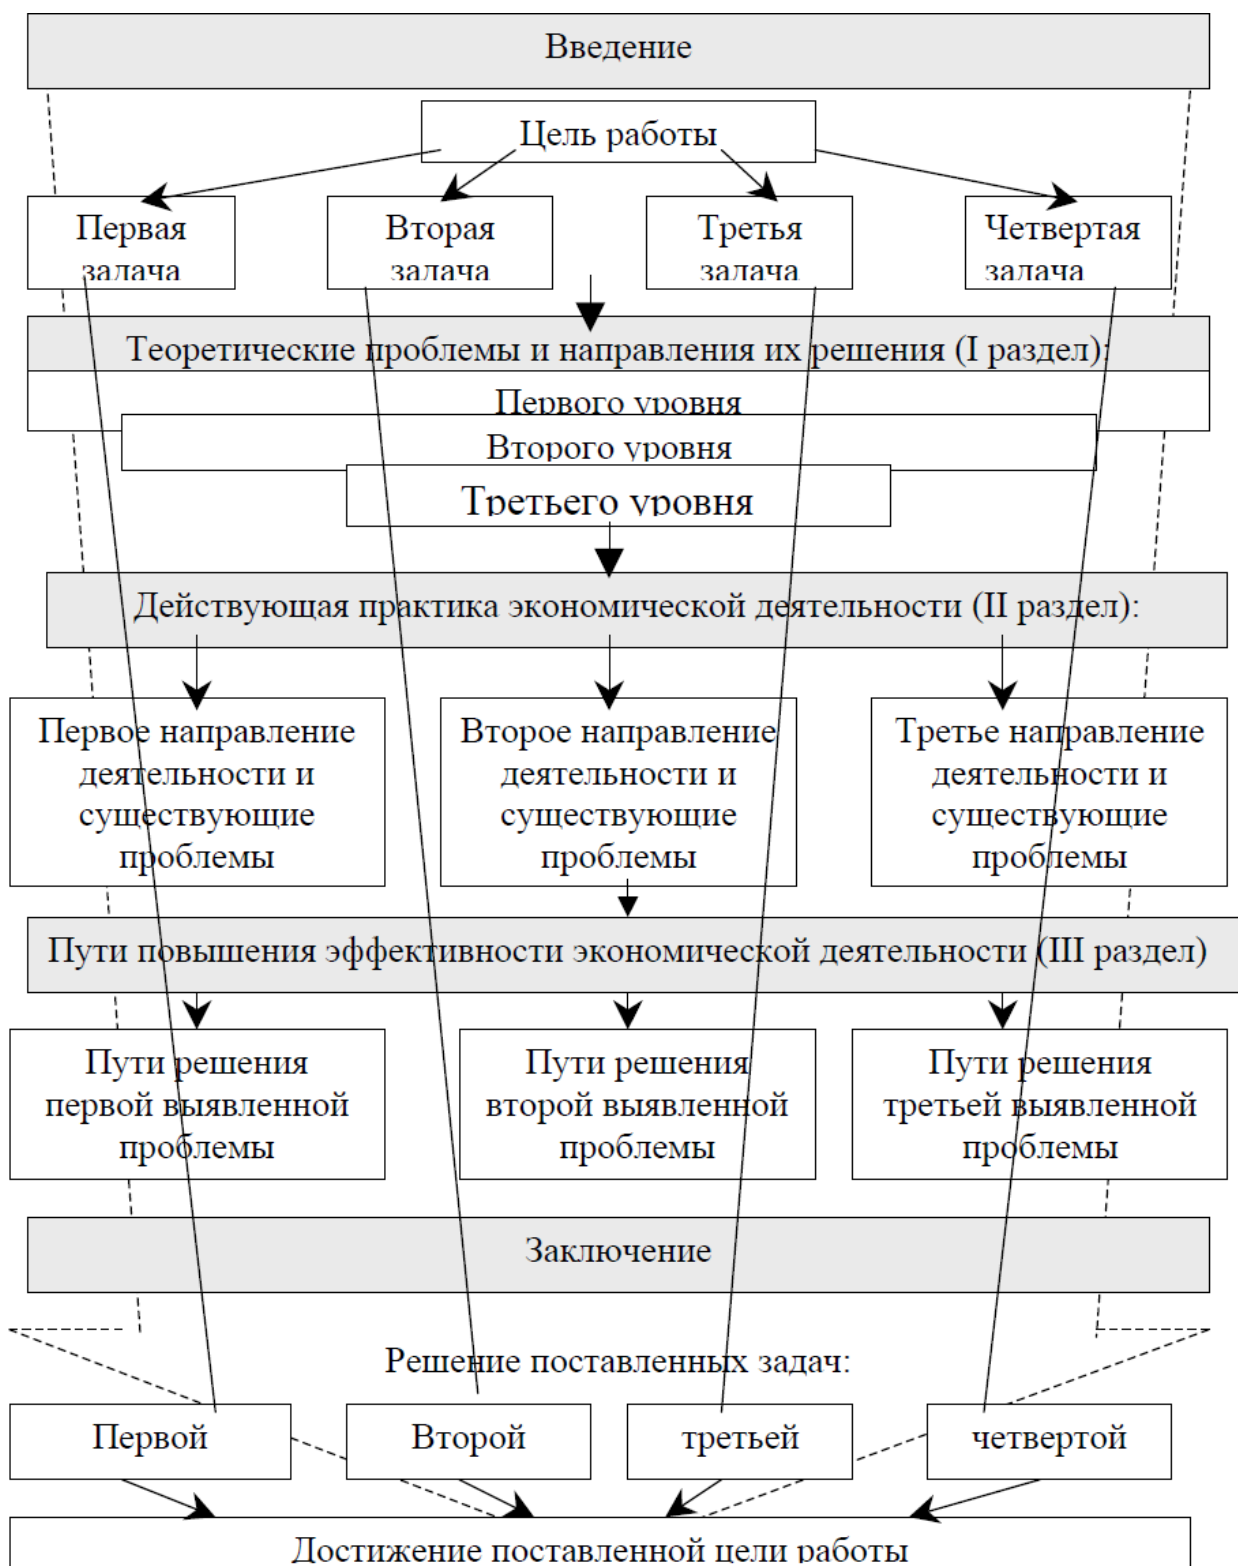 Введение
Цель работы
Первая
задача
Вторая
задача
Третья
задача
Четвертая
задача
Теоретические проблемы и направления их решения (I раздел):
Первого уровня
Второго уровня
Третьего уровня
Действующая практика экономической деятельности (II раздел):
Первое направление
деятельности и
существующие
проблемы
Второе направление
деятельности и
существующие
проблемы
Третье направление
деятельности и
существующие
проблемы
Пути повышения эффективности экономической деятельности (III раздел)
Пути решения
первой выявленной
проблемы
Пути решения
второй выявленной
проблемы
Пути решения
третьей выявленной
проблемы
Заключение
Решение поставленных задач:
Первой
Второй
третьей
четвертой
Достижение поставленной цели работы